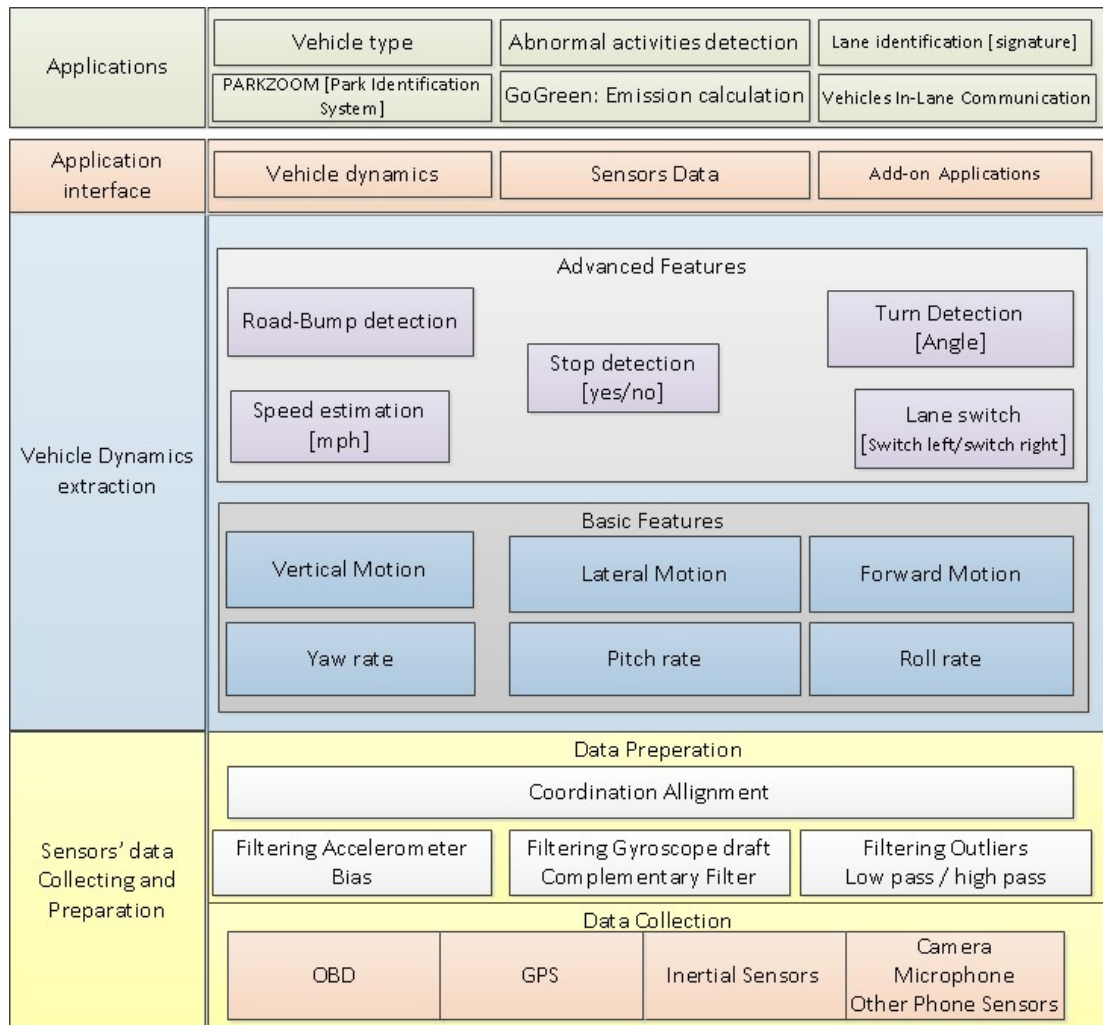 Applications
Vehicle type
Abnormal activities detection
Lane identification [signature]
PARKZOOM [Park Identification
System]
GoGreen: Emission calculation
Vehicles In-Lane Communication
Application
interface
Vehicle dynamics
Sensors Data
Add-on Applications
Vehicle Dynamics
extraction
Advanced Features
Road-Bump detection
Turn Detection
[Angle]
Stop detection
[yes/no]
Speed estimation
[mph]
Lane switch
[Switch left/switch right]
Basic Features
Vertical Motion
Lateral Motion
Forward Motion
Yaw rate
Pitch rate
Roll rate
Sensors' data
Collecting and
Preparation
Data Preperation
Coordination Allignment
Filtering Accelerometer
Bias
Filtering Gyroscope draft
Complementary Filter
Filtering Outliers
Low pass / high pass
Data Collection
OBD
GPS
Inertial Sensors
Camera
Microphone
Other Phone Sensors